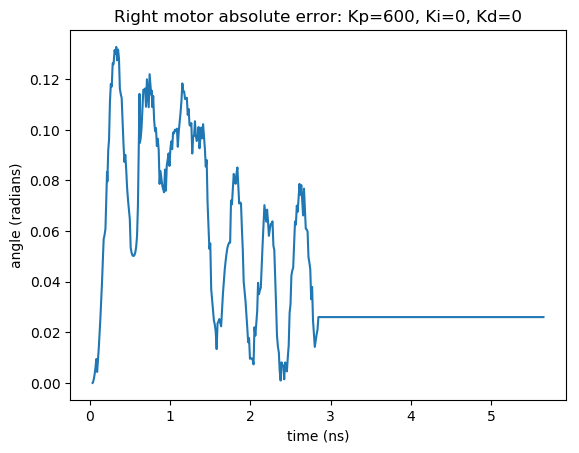 Right motor absolute error: Kp=600, Ki=0, Kd=0
angle (radians)
0.12
0.10
0.08
0.06
0.04
0.02
0.00
0 1 2 3 4 5
time (ns)